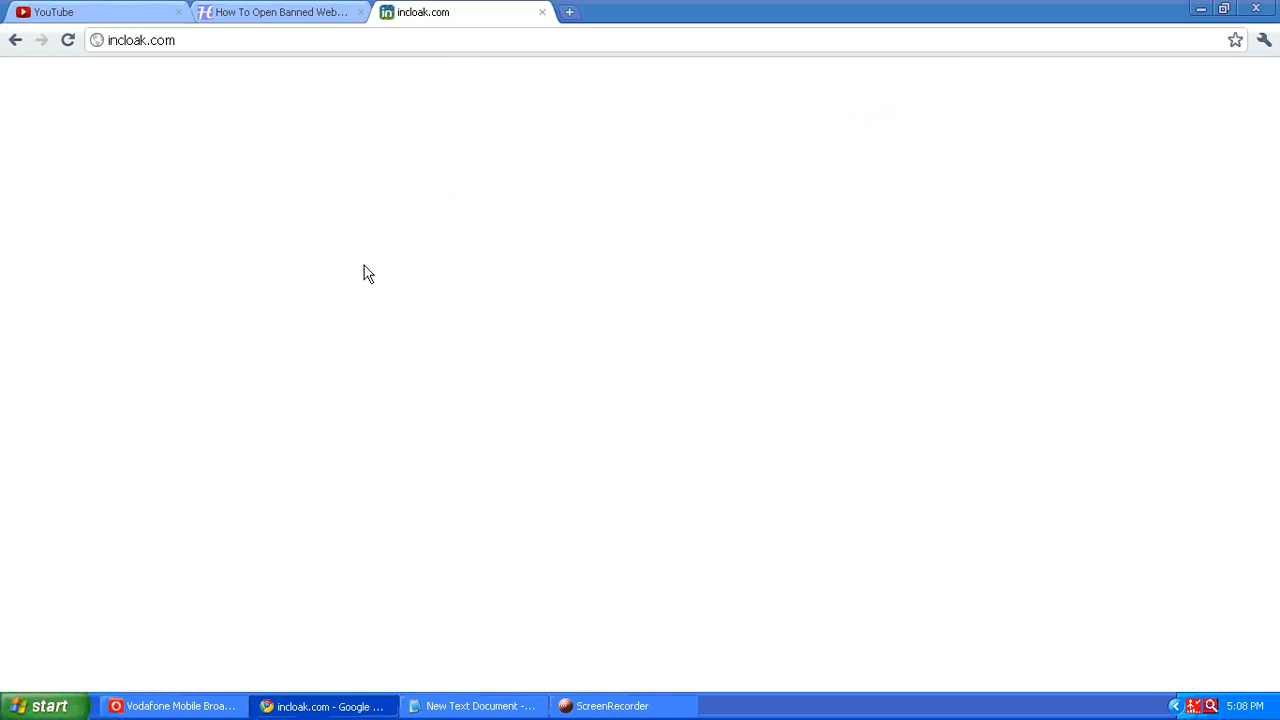 YouTube
How To Open Banned Web...
incloak.com
incloak.com
start
Vodafone Mobile Broa...
incloak.com - Google ...
New Text Document -...
ScreenRecorder
5:08 PM